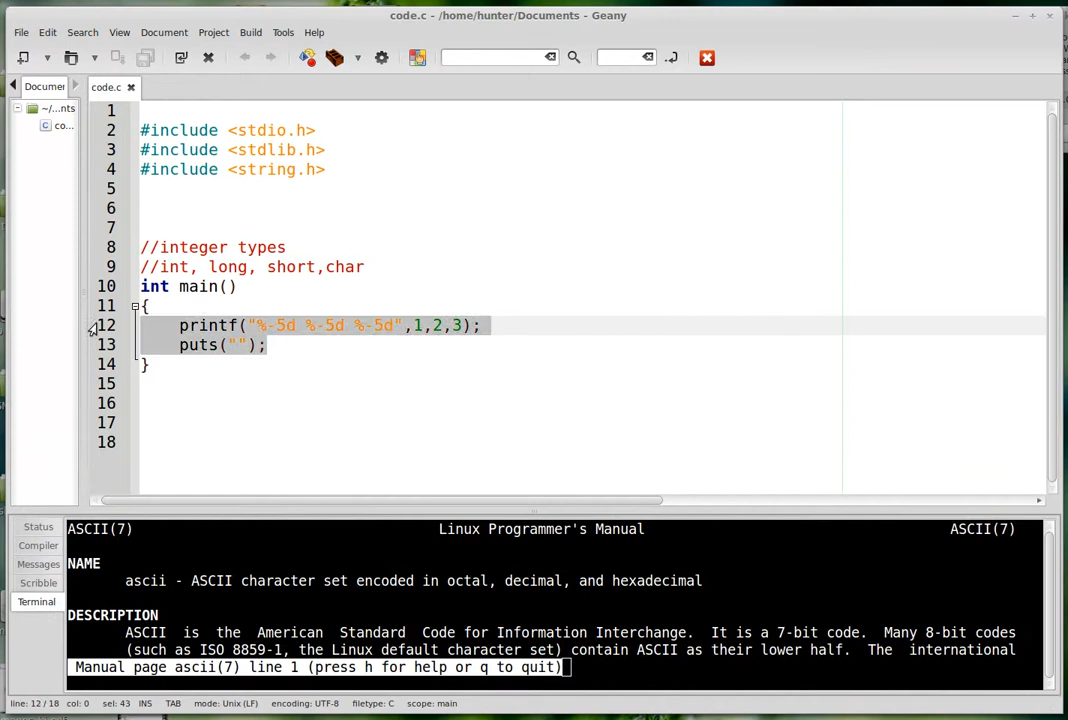 code.c - /home/hunter/Documents - Geany
File Edit Search View Document Project Build Tools Help
Documer
code.c
~/...nts
co...
1
2 #include <stdio.h>
3 #include <stdlib.h>
4 #include <string.h>
5
6
7
8 //integer types
9 //int, long, short,char
10 int main()
11 {
12 printf("%-5d %-5d %-5d",1,2,3);
13 puts("");
14 }
15
16
17
18
Status
Compiler
Messages
Scribble
Terminal
ASCII(7) Linux Programmer's Manual ASCII(7)
NAME
ascii - ASCII character set encoded in octal, decimal, and hexadecimal
DESCRIPTION
ASCII is the American Standard Code for Information Interchange. It is a 7-bit code. Many 8-bit codes
(such as ISO 8859-1, the Linux default character set) contain ASCII as their lower half. The international
Manual page ascii(7) line 1 (press h for help or q to quit)
line: 12 / 18 col: 0 sel: 43 INS TAB mode: Unix (LF) encoding: UTF-8 filetype: C scope: main